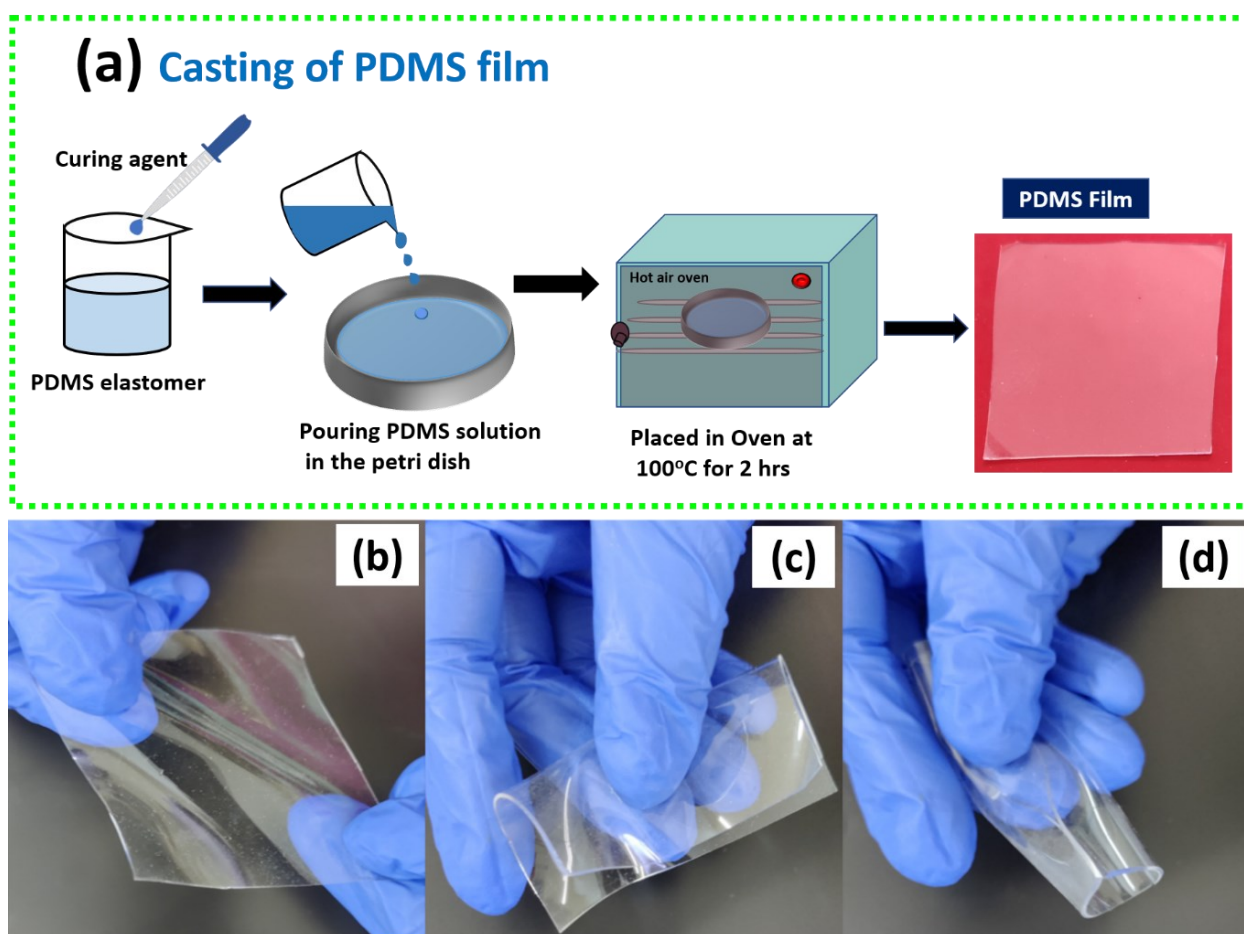 (a) Casting of PDMS film
Curing agent
PDMS elastomer
Pouring PDMS solution
in the petri dish
Hot air oven
Placed in Oven at
100°C for 2 hrs
PDMS Film
(b)
(c)
(d)